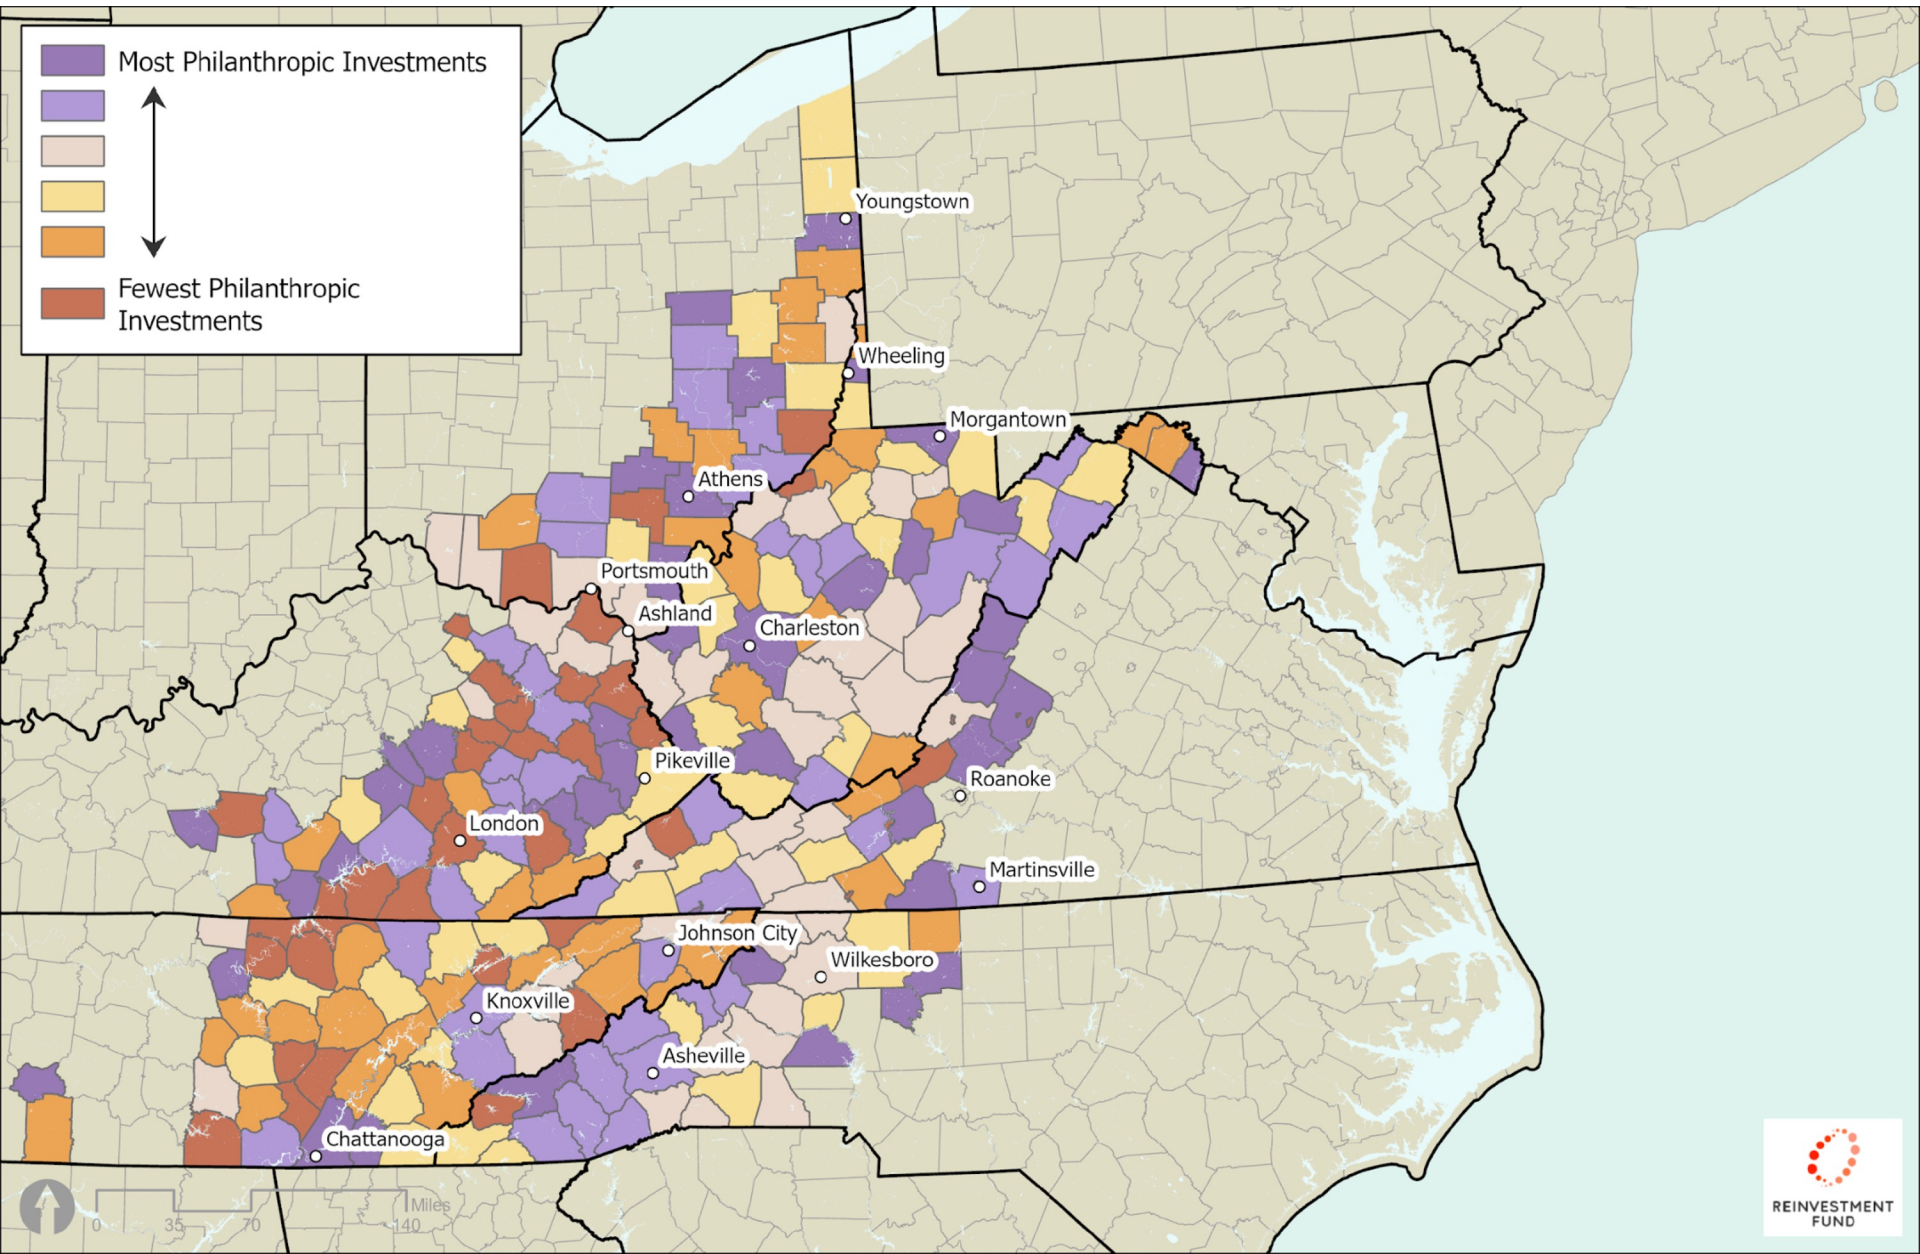 Most Philanthropic Investments
Fewest Philanthropic
Investments
Youngstown
Wheeling
Morgantown
Athens
Portsmouth
Ashland
Charleston
Pikeville
Roanoke
London
Martinsville
Johnson City
Wilkesboro
Knoxville
Asheville
Chattanooga
Miles
0 35 70 140
REINVESTMENT
FUND